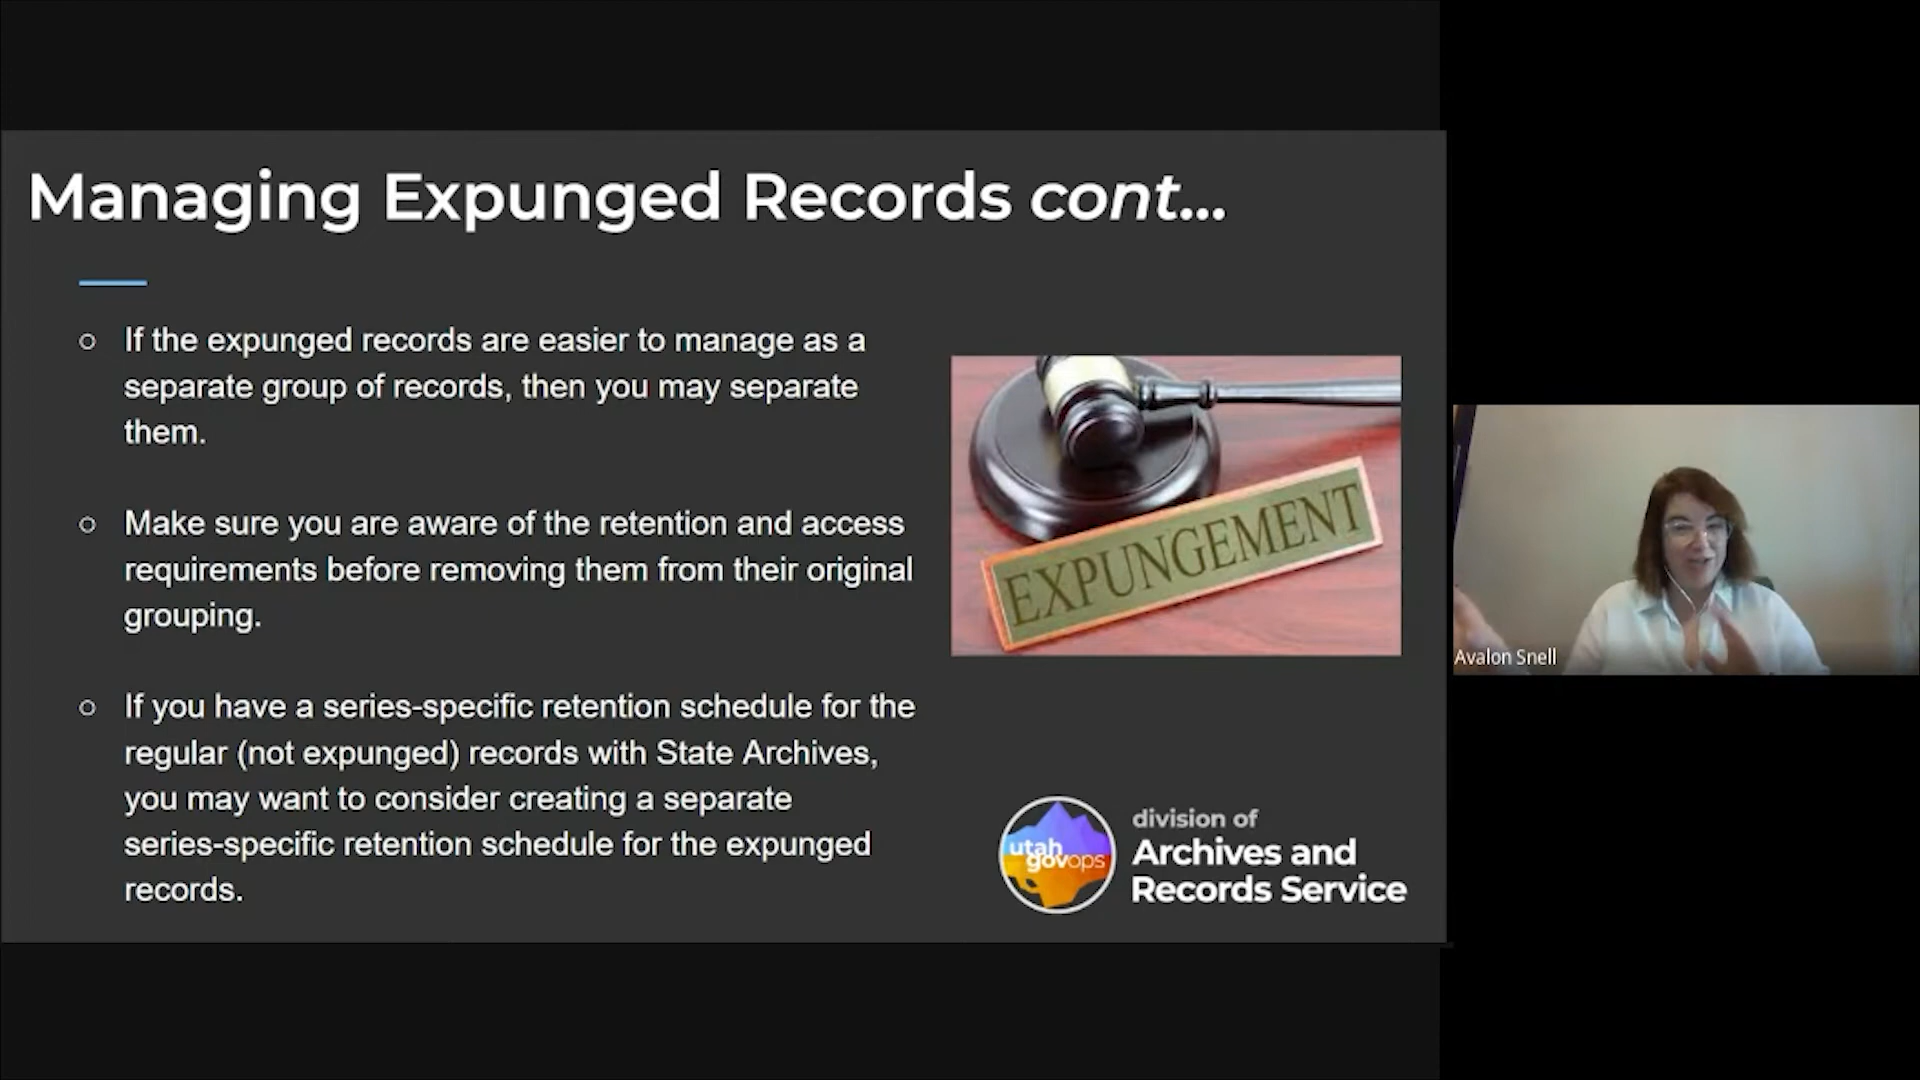 Managing Expunged Records cont...
○ If the expunged records are easier to manage as a
separate group of records, then you may separate
them.
○ Make sure you are aware of the retention and access
requirements before removing them from their original
grouping.
○ If you have a series-specific retention schedule for the
regular (not expunged) records with State Archives,
you may want to consider creating a separate
series-specific retention schedule for the expunged
records.
EXPUNGEMENT
utah
govops
division of
Archives and
Records Service
Avalon Snell